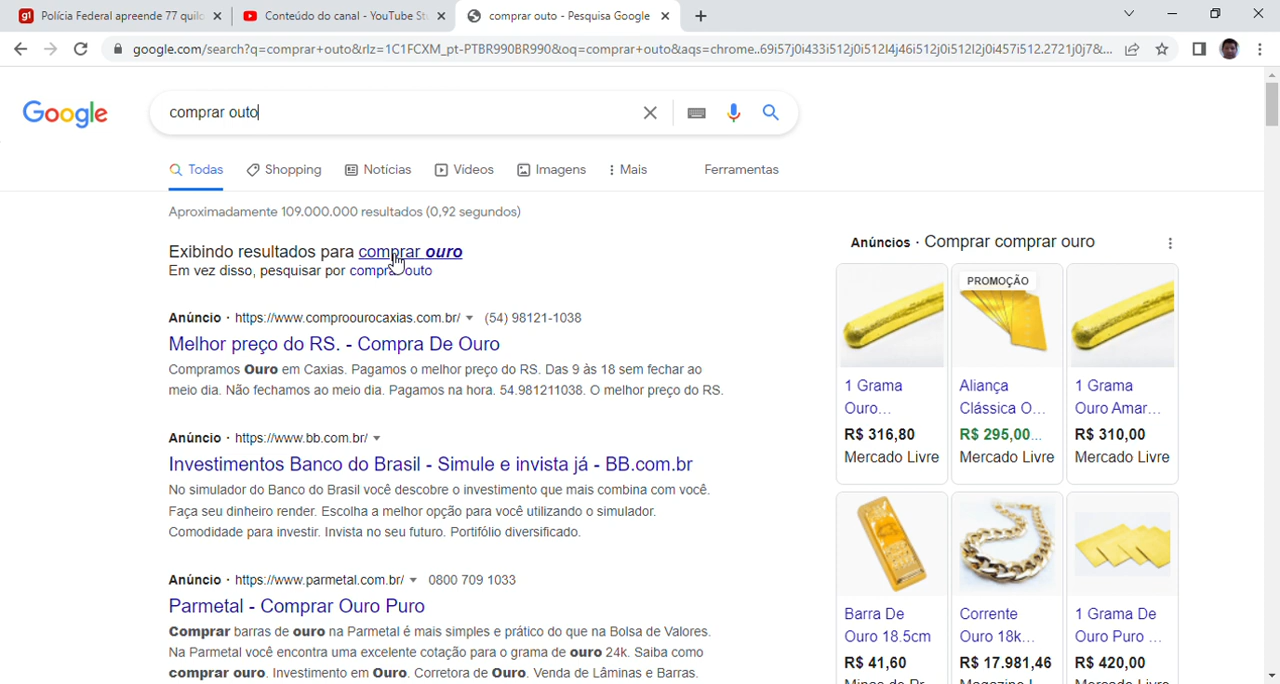 Polícia Federal apreende 77 quilo
Conteúdo do canal - YouTube St
comprar outo - Pesquisa Google
google.com/search?q=comprar+outo&rlz=1C1FCXM_pt-PTBR990BR990&oq=comprar+outo&aqs=chrome..69i57j0i433i512j0i512l4j46i512j0i512l2j0i457i512.2721j0j7&...
Google
comprar outo
Todas
Shopping
Notícias
Vídeos
Imagens
Mais
Ferramentas
Aproximadamente 109.000.000 resultados (0,92 segundos)
Exibindo resultados para comprar ouro
Em vez disso, pesquisar por comprar outo
Anúncio · https://www.comproourocaxias.com.br/ (54) 98121-1038
Melhor preço do RS. - Compra De Ouro
Compramos Ouro em Caxias. Pagamos o melhor preço do RS. Das 9 às 18 sem fechar ao
meio dia. Não fechamos ao meio dia. Pagamos na hora. 54.981211038. O melhor preço do RS.
Anúncio · https://www.bb.com.br/
Investimentos Banco do Brasil - Simule e invista já - BB.com.br
No simulador do Banco do Brasil você descobre o investimento que mais combina com você.
Faça seu dinheiro render. Escolha a melhor opção para você utilizando o simulador.
Comodidade para investir. Invista no seu futuro. Portifólio diversificado.
Anúncio · https://www.parmetal.com.br/ 0800 709 1033
Parmetal - Comprar Ouro Puro
Comprar barras de ouro na Parmetal é mais simples e prático do que na Bolsa de Valores.
Na Parmetal você encontra uma excelente cotação para o grama de ouro 24k. Saiba como
comprar ouro. Investimento em Ouro. Corretora de Ouro. Venda de Lâminas e Barras.
Anúncios · Comprar comprar ouro
1 Grama
Ouro...
R$ 316,80
Mercado Livre
PROMOÇÃO
Aliança
Clássica O...
R$ 295,00...
Mercado Livre
1 Grama
Ouro Amar...
R$ 310,00
Mercado Livre
Barra De
Ouro 18.5cm
R$ 41,60
Minas de Pr...
Corrente
Ouro 18k...
R$ 17.981,46
Magazine L...
1 Grama De
Ouro Puro ...
R$ 420,00
Mercado Livre